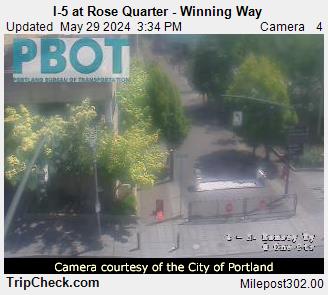 I-5 at Rose Quarter - Winning Way
Updated May 29 2024 3:34 PM Camera 4
PBOT
PORTLAND BUREAU OF TRANSPORTATION
Camera courtesy of the City of Portland
TripCheck.com Milepost302.00